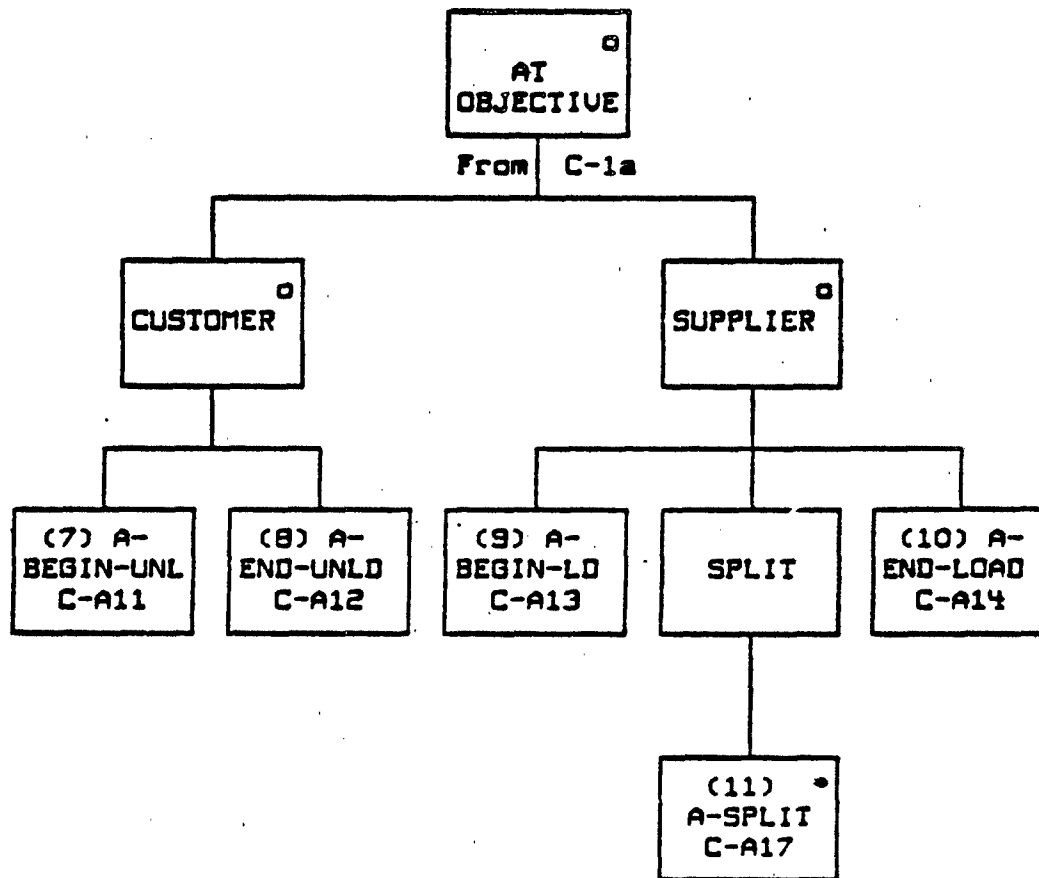 AT
OBJECTIVE
From C-1a
CUSTOMER
SUPPLIER
(7) A-
BEGIN-UNL
C-A11
(8) A-
END-UNLD
C-A12
(9) A-
BEGIN-LD
C-A13
SPLIT
(10) A-
END-LOAD
C-A14
(11)
A-SPLIT
C-A17